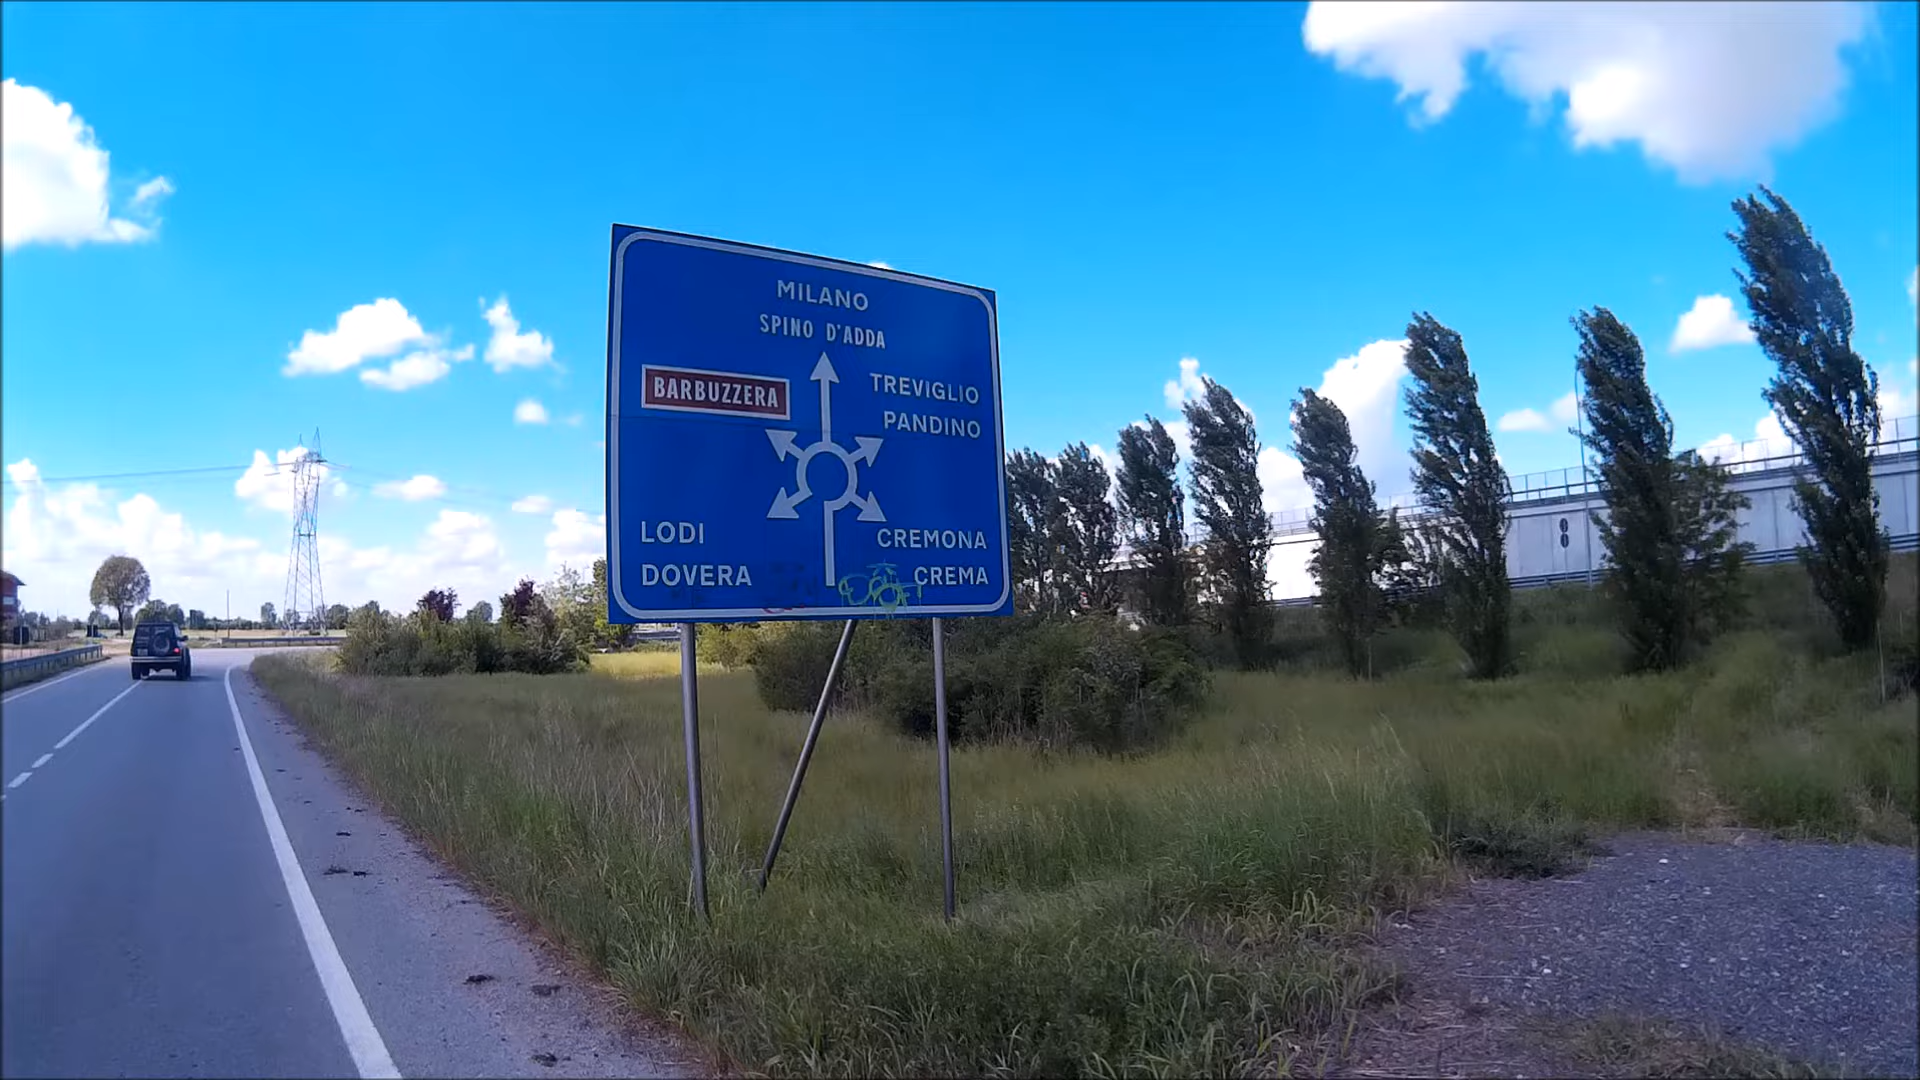 MILANO
SPINO D'ADDA
BARBUZZERA
TREVIGLIO
PANDINO
LODI
DOVERA
CREMONA
CREMA